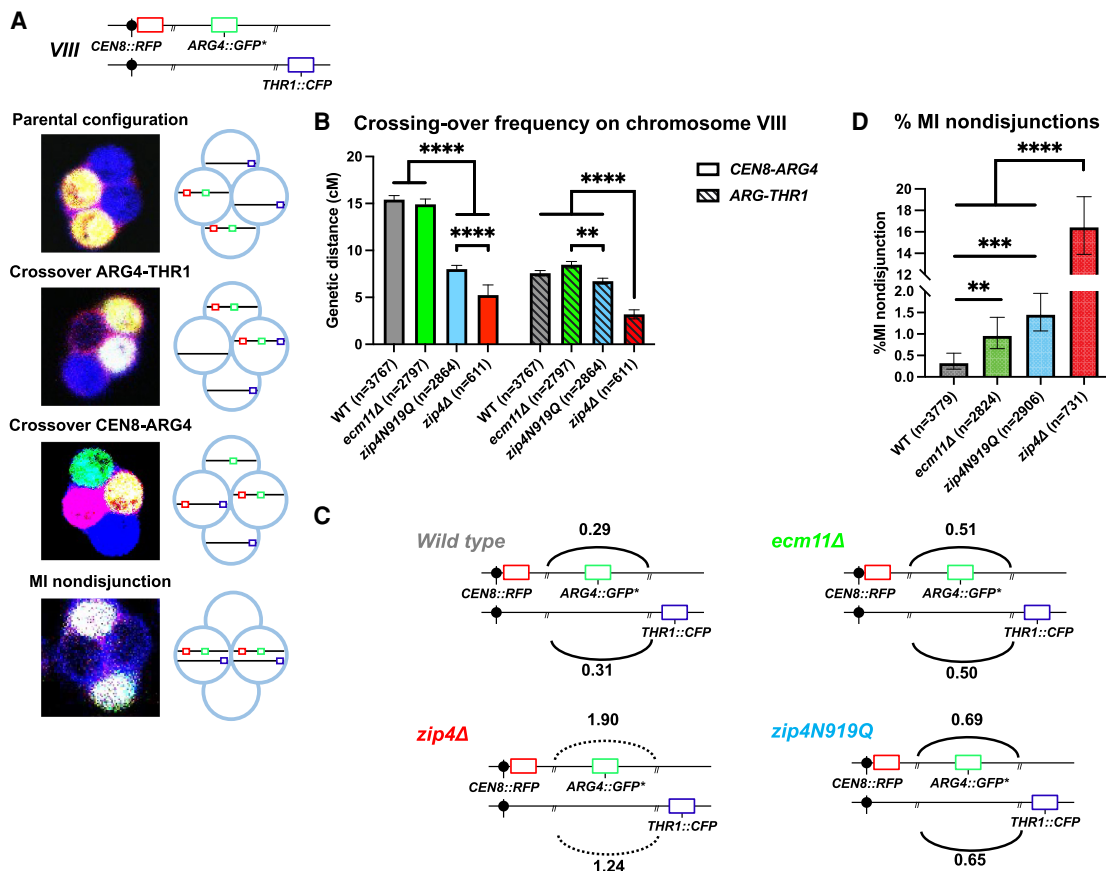 A
VIII
CEN8::RFP
ARG4::GFP*
THR1::CFP
Parental configuration
Crossover ARG4-THR1
Crossover CEN8-ARG4
MI nondisjunction
B Crossing-over frequency on chromosome VIII
Genetic distance (cM)
20
15
10
5
0
****
****
****
**
CEN8-ARG4
ARG-THR1
WT (n=3767)
ecm11Δ (n=2797)
zip4N919Q (n=2864)
zip4Δ (n=611)
WT (n=3767)
ecm11Δ (n=2797)
zip4N919Q (n=2864)
zip4Δ (n=611)
D % MI nondisjunctions
%MI nondisjunction
20
18
16
14
12
2.0
1.5
1.0
0.5
0.0
****
***
**
WT (n=3779)
ecm11Δ (n=2824)
zip4N919Q (n=2906)
zip4Δ (n=731)
C
Wild type
0.29
CEN8::RFP
ARG4::GFP*
THR1::CFP
0.31
ecm11Δ
0.51
CEN8::RFP
ARG4::GFP*
THR1::CFP
0.50
zip4Δ
1.90
CEN8::RFP
ARG4::GFP*
THR1::CFP
1.24
zip4N919Q
0.69
CEN8::RFP
ARG4::GFP*
THR1::CFP
0.65